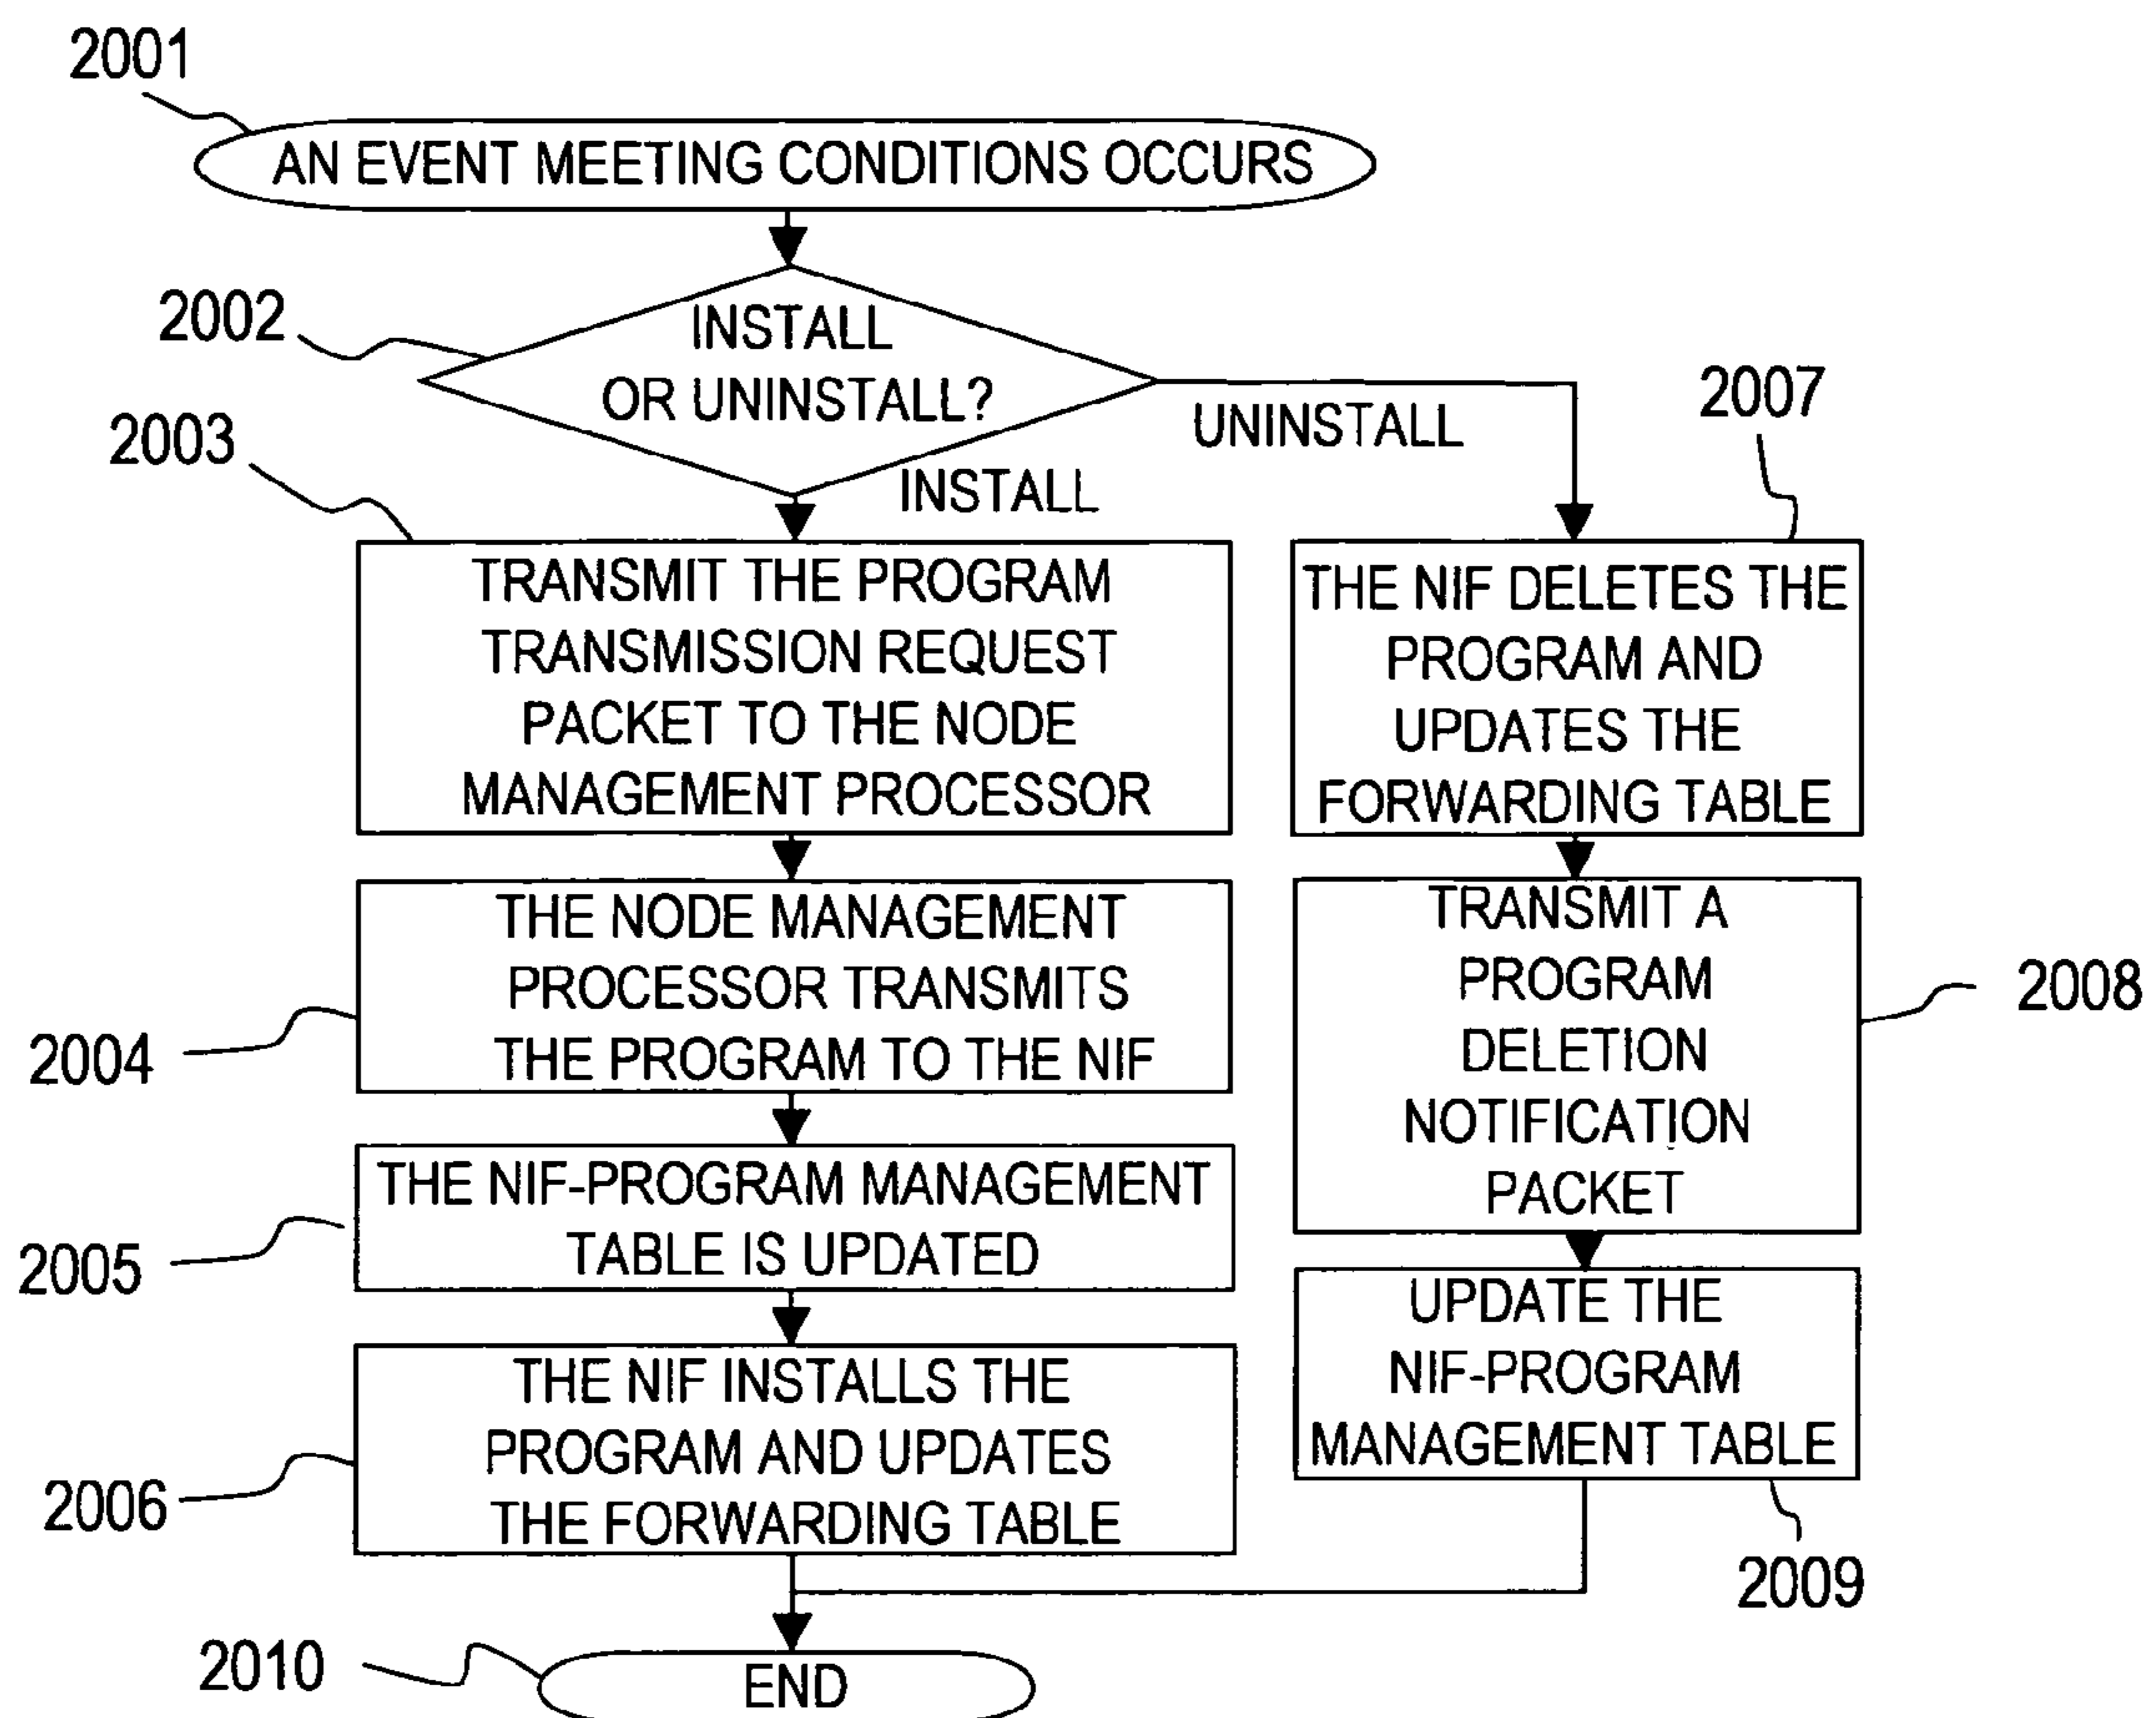 2001
AN EVENT MEETING CONDITIONS OCCURS
2002
INSTALL
OR UNINSTALL?
UNINSTALL
INSTALL
2003
TRANSMIT THE PROGRAM
TRANSMISSION REQUEST
PACKET TO THE NODE
MANAGEMENT PROCESSOR
2004
THE NODE MANAGEMENT
PROCESSOR TRANSMITS
THE PROGRAM TO THE NIF
2005
THE NIF-PROGRAM MANAGEMENT
TABLE IS UPDATED
2006
THE NIF INSTALLS THE
PROGRAM AND UPDATES
THE FORWARDING TABLE
2007
THE NIF DELETES THE
PROGRAM AND
UPDATES THE
FORWARDING TABLE
TRANSMIT A
PROGRAM
DELETION
NOTIFICATION
PACKET
2008
UPDATE THE
NIF-PROGRAM
MANAGEMENT TABLE
2009
2010
END